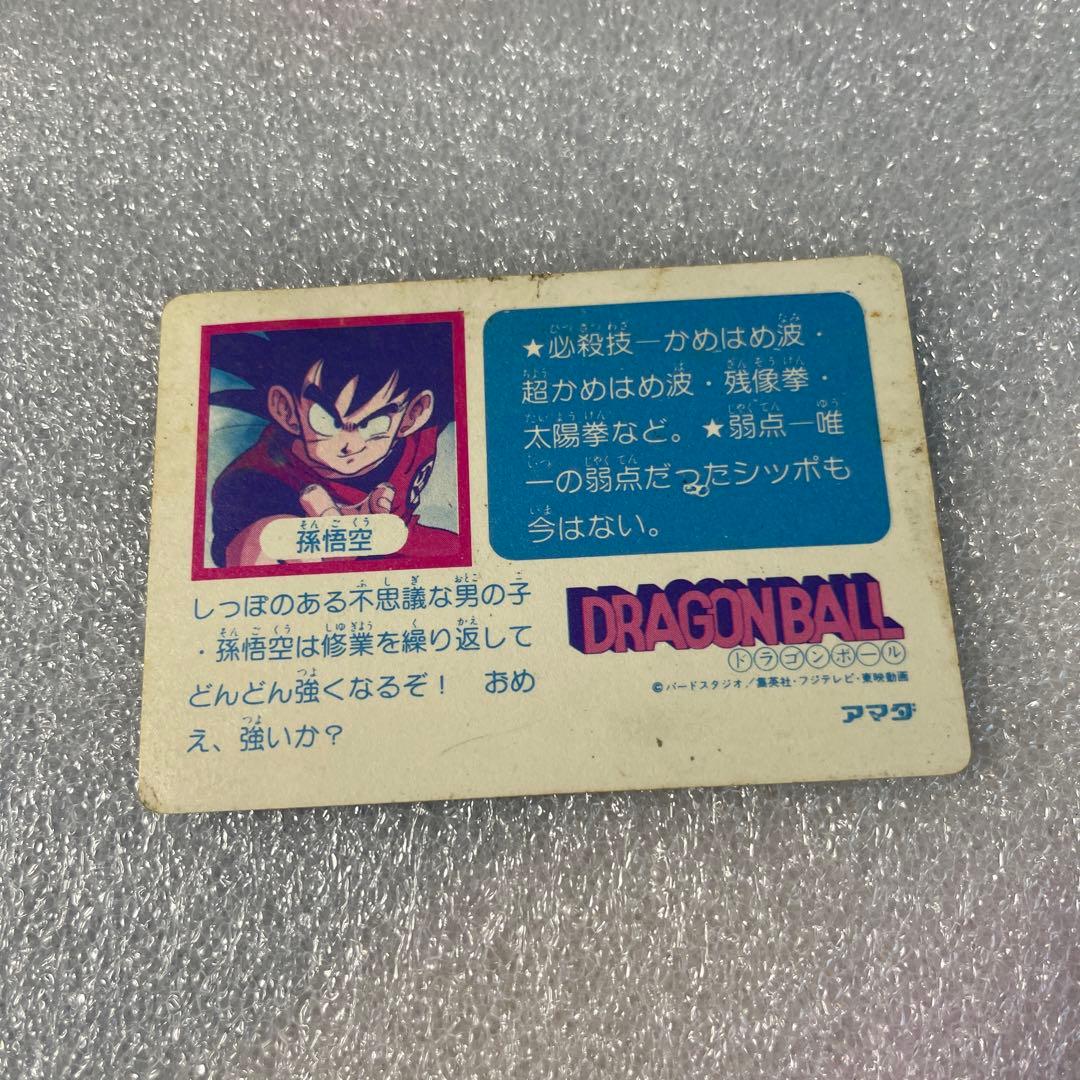 孫悟空
そんごくう
★必殺技―かめはめ波・
超かめはめ波・残像拳・
太陽拳など。★弱点―唯
一の弱点だったシッポも
今はない。
しっぽのある不思議な男の子
・孫悟空は修業を繰り返して
どんどん強くなるぞ！　おめ
え、強いか？
DRAGONBALL
ドラゴンボール
©バードスタジオ／集英社・フジテレビ・東映動画
アマダ